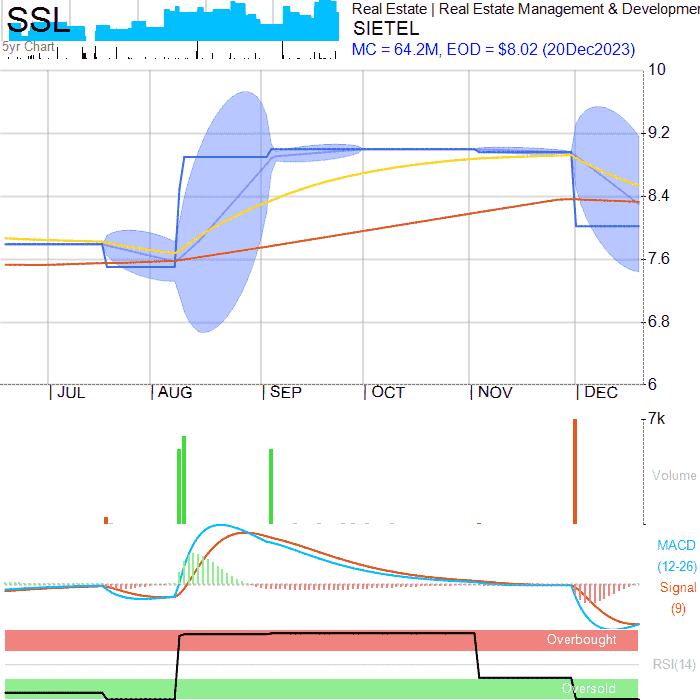 SSL
Real Estate | Real Estate Management & Developmen
SIETEL
5yr Chart
MC = 64.2M, EOD = $8.02 (20Dec2023)
10
9.2
8.4
7.6
6.8
6
| JUL | AUG | SEP | OCT | NOV | DEC
7k
Volume
MACD
(12-26)
Signal
(9)
Overbought
RSI(14)
Oversold